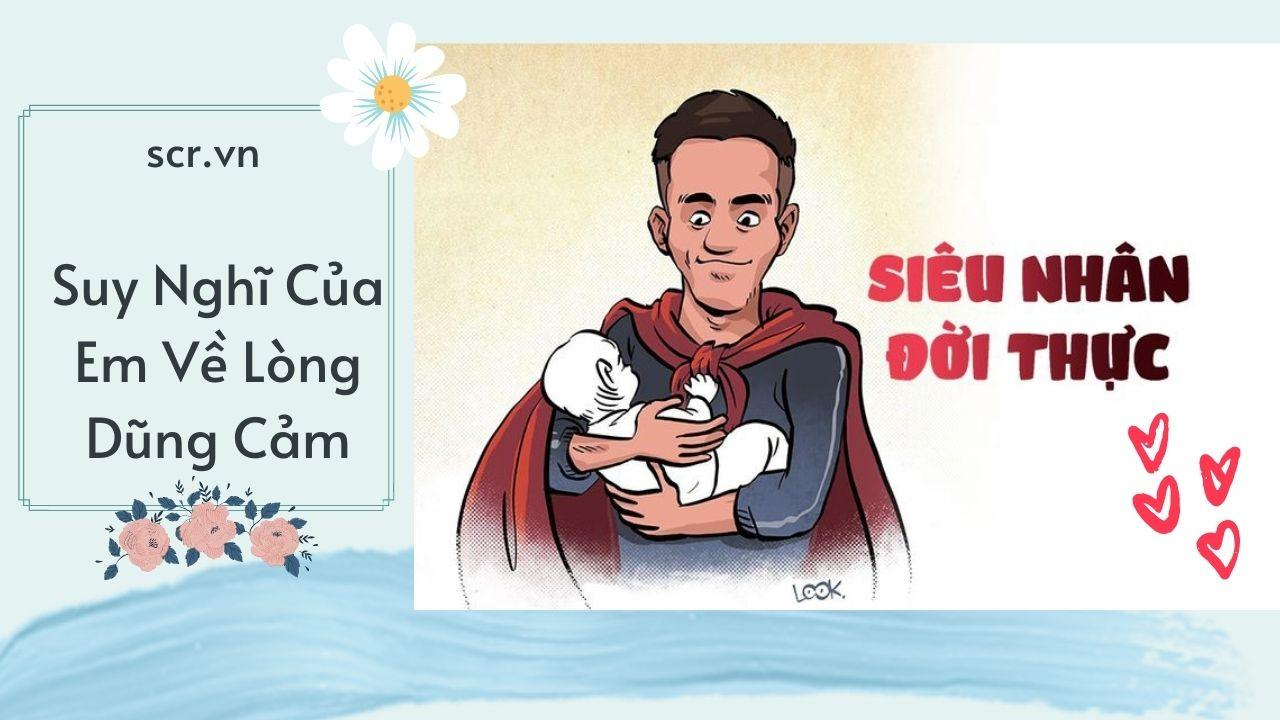 scr.vn
Suy Nghĩ Của
Em Về Lòng
Dũng Cảm
SIÊU NHÂN
ĐỜI THỰC
LOOK.